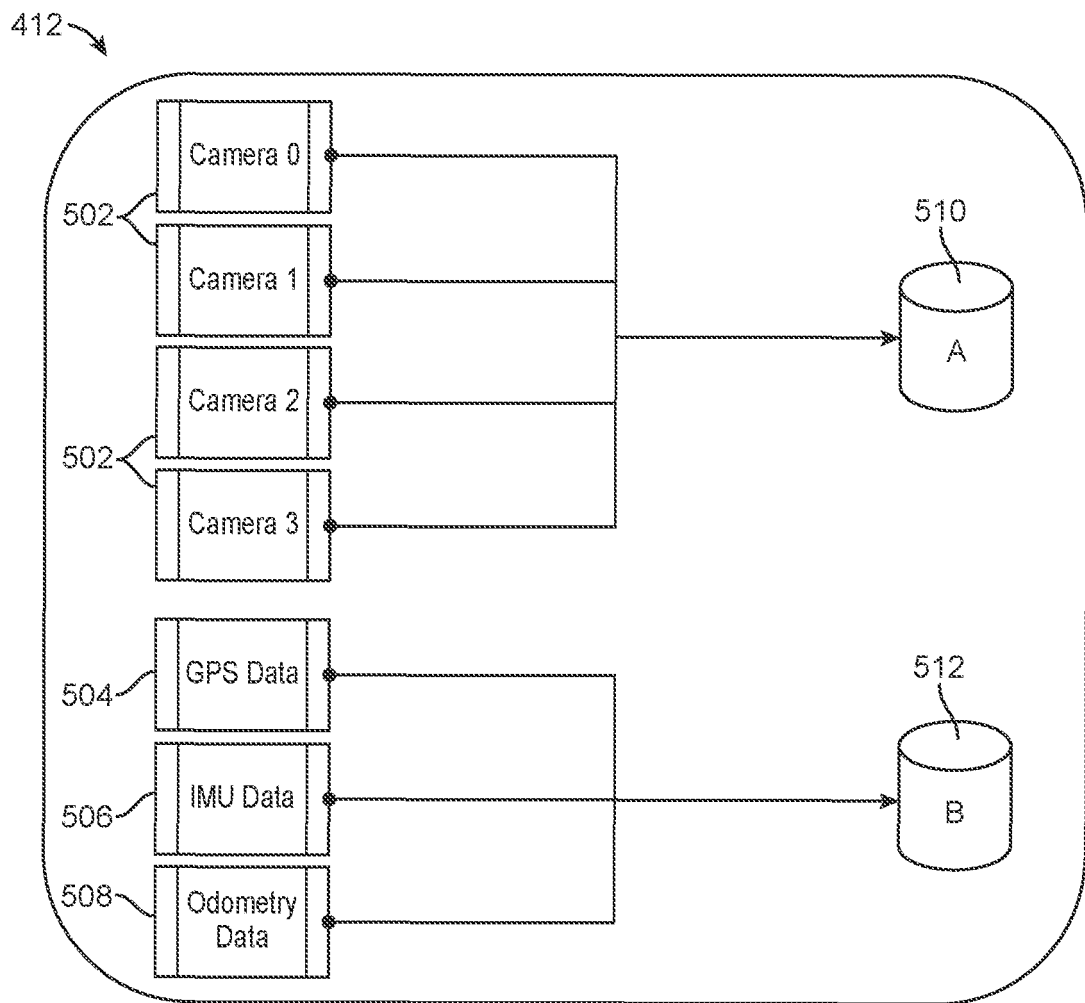 412
Camera 0
502
Camera 1
510
A
Camera 2
502
Camera 3
GPS Data
504
512
IMU Data
506
B
508
Odometry
Data